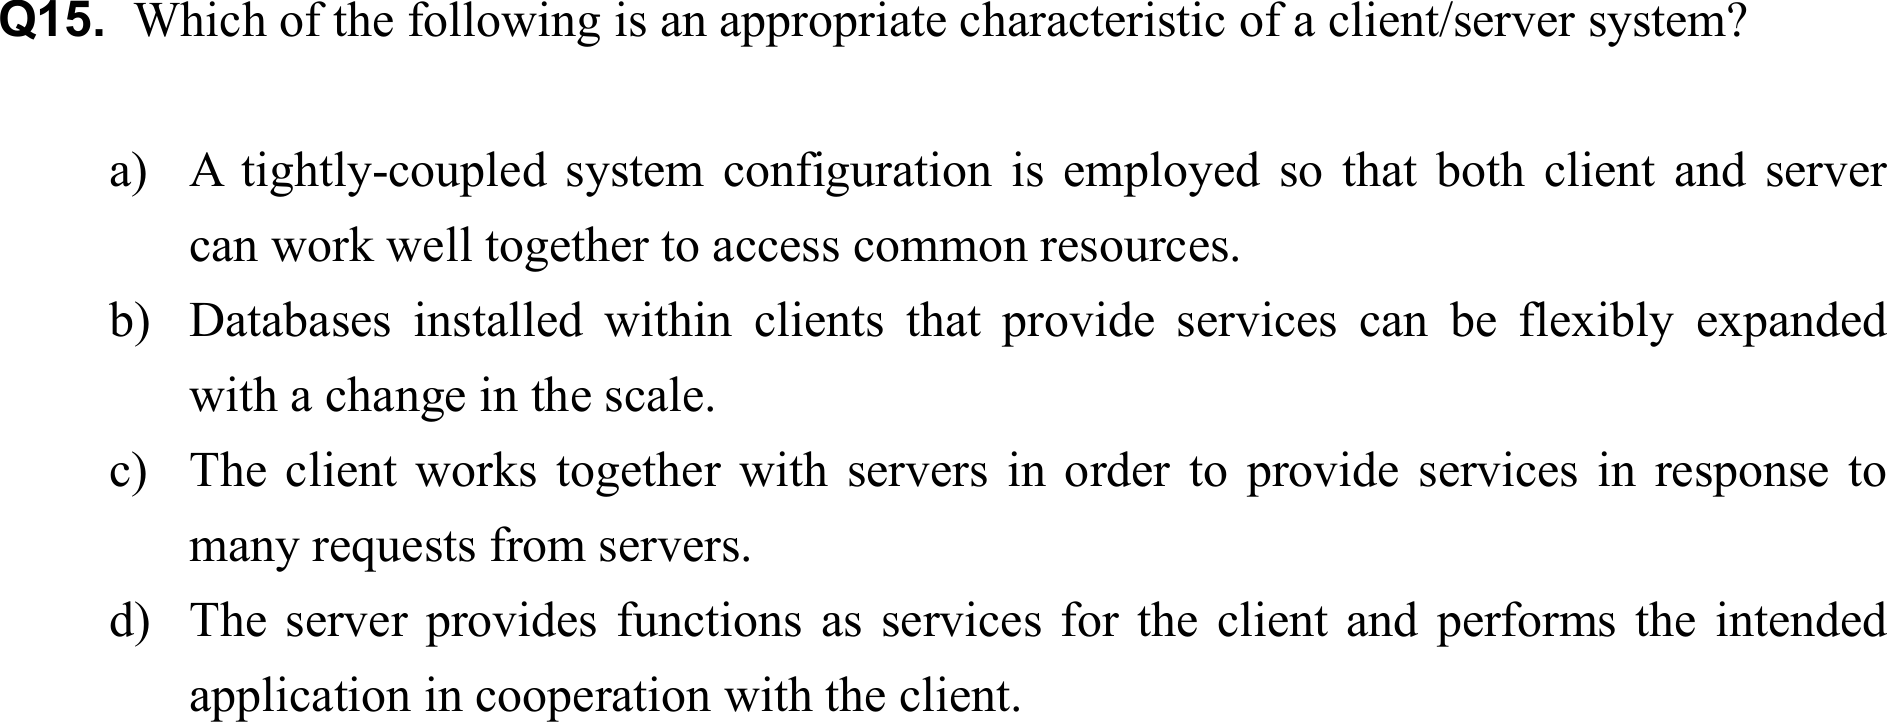 Q15. Which of the following is an appropriate characteristic of a client/server system?
a) A tightly-coupled system configuration is employed so that both client and server
can work well together to access common resources.
b) Databases installed within clients that provide services can be flexibly expanded
with a change in the scale.
c) The client works together with servers in order to provide services in response to
many requests from servers.
d) The server provides functions as services for the client and performs the intended
application in cooperation with the client.